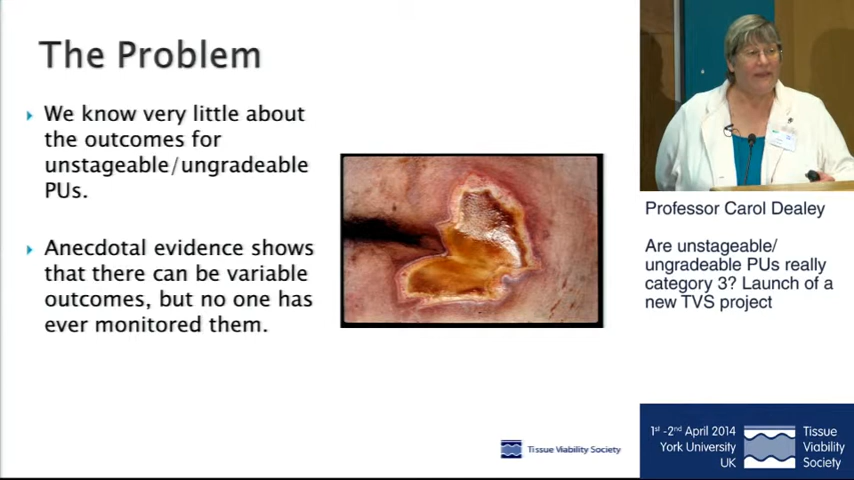 The Problem
We know very little about
the outcomes for
unstageable/ungradeable
PUs.
Anecdotal evidence shows
that there can be variable
outcomes, but no one has
ever monitored them.
Tissue Viability Society
Professor Carol Dealey
Are unstageable/
ungradeable PUs really
category 3? Launch of a
new TVS project
1st -2nd April 2014
York University
UK
Tissue
Viability
Society